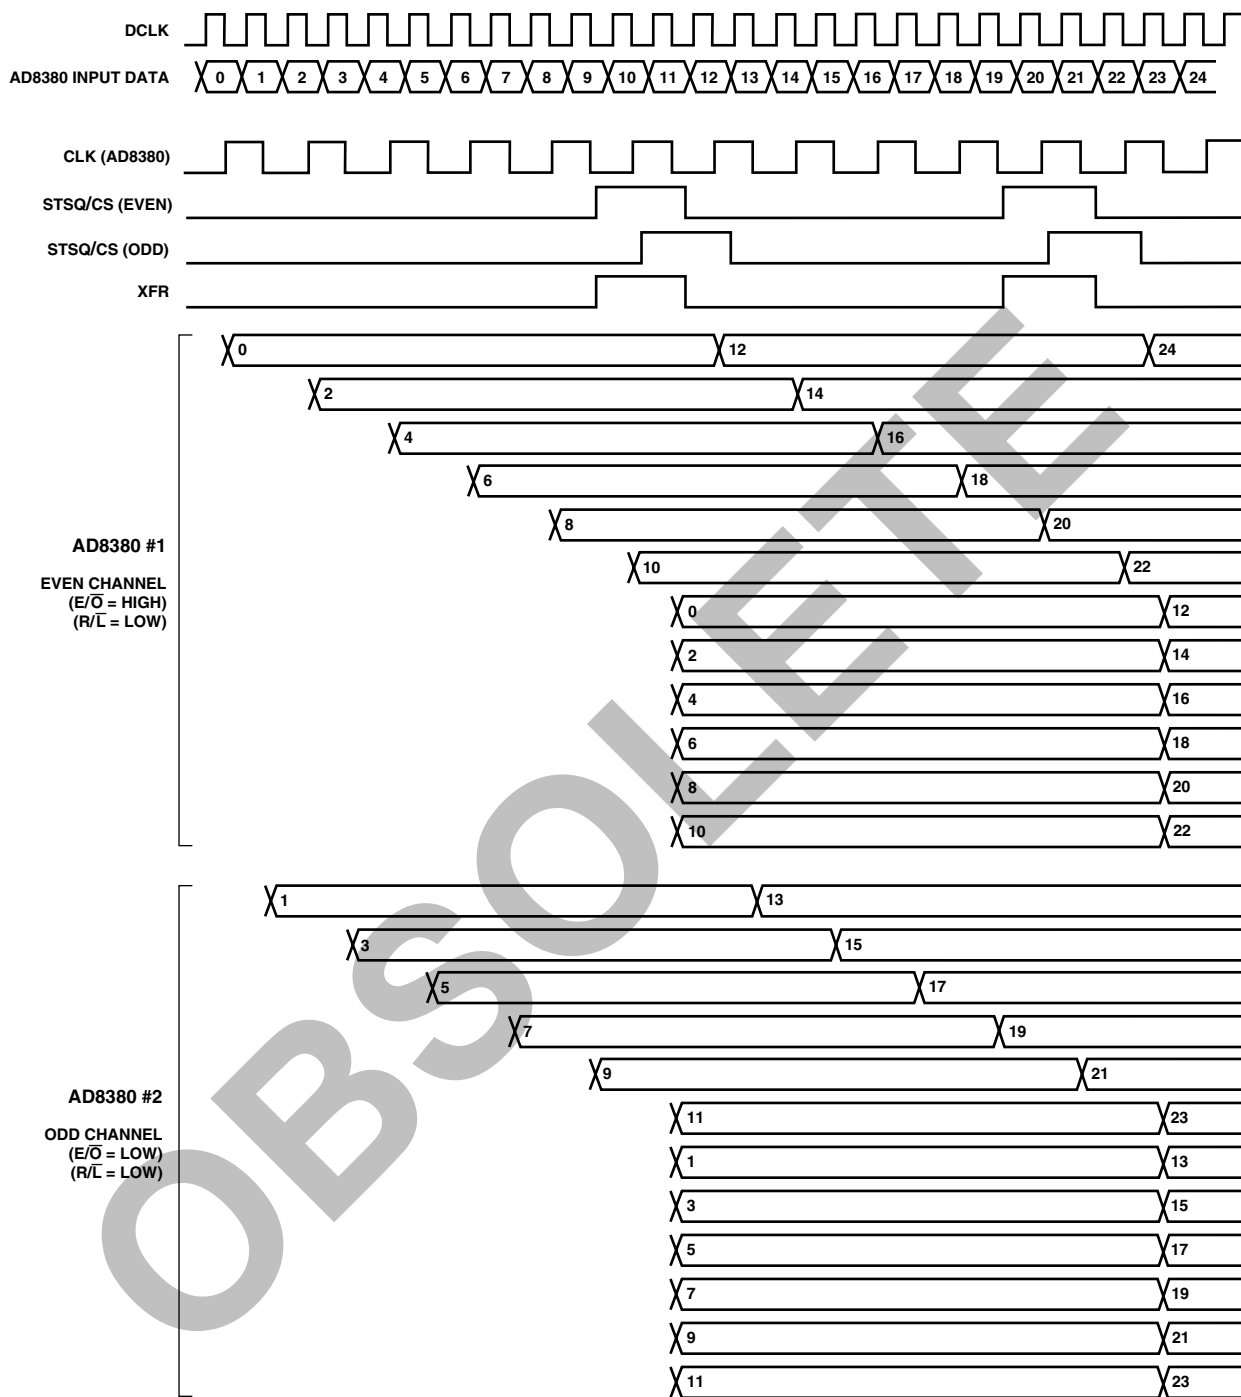 DCLK
AD8380 INPUT DATA 0 1 2 3 4 5 6 7 8 9 10 11 12 13 14 15 16 17 18 19 20 21 22 23 24
CLK (AD8380)
STSQ/CS (EVEN)
STSQ/CS (ODD)
XFR
0 12 24
2 14
4 16
6 18
8 20
AD8380 #1
10 22
EVEN CHANNEL
(E/O̅ = HIGH)
(R/L̅ = LOW)
0 12
2 14
4 16
6 18
8 20
10 22
1 13
3 15
5 17
7 19
9 21
AD8380 #2
11 23
ODD CHANNEL
(E/O̅ = LOW)
(R/L̅ = LOW)
1 13
3 15
5 17
7 19
9 21
11 23
OBSOLETE